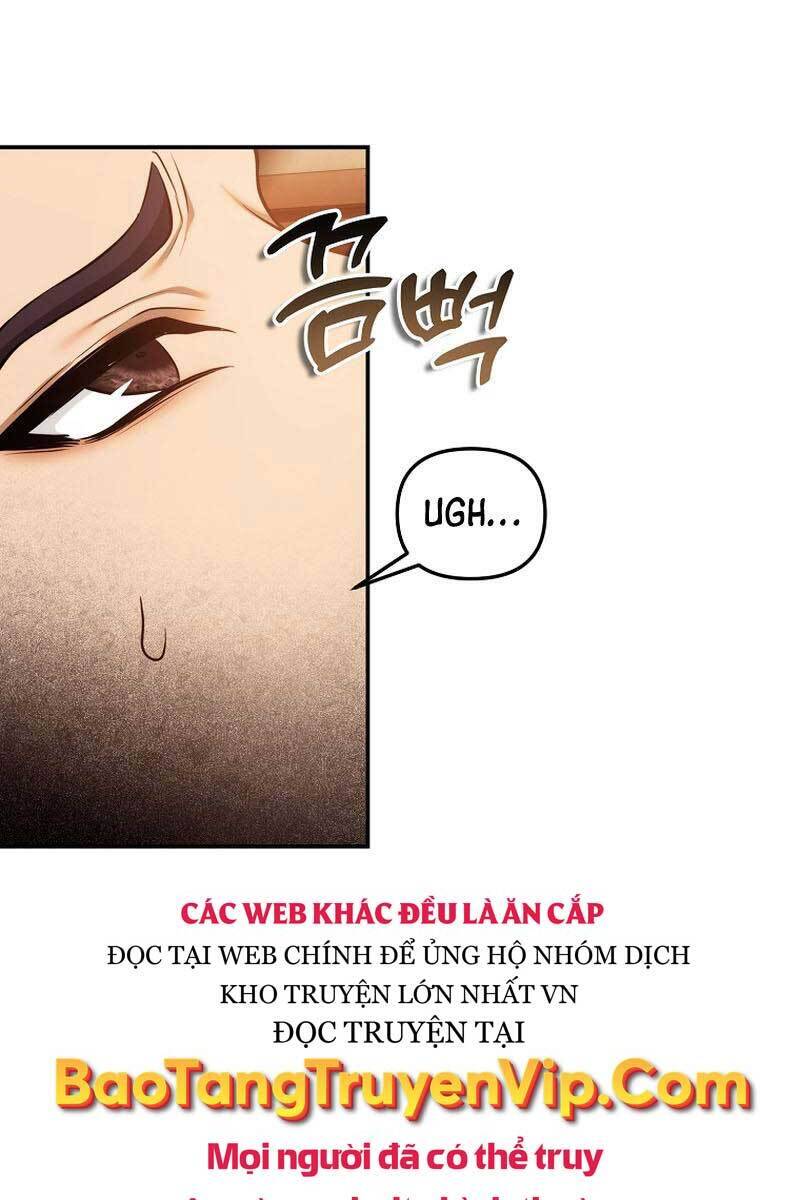 끔뻑
UGH...
CÁC WEB KHÁC ĐỀU LÀ ĂN CẮP
ĐỌC TẠI WEB CHÍNH ĐỂ ỦNG HỘ NHÓM DỊCH
KHO TRUYỆN LỚN NHẤT VN
ĐỌC TRUYỆN TẠI
BaoTangTruyenVip.Com
Mọi người đã có thể truy